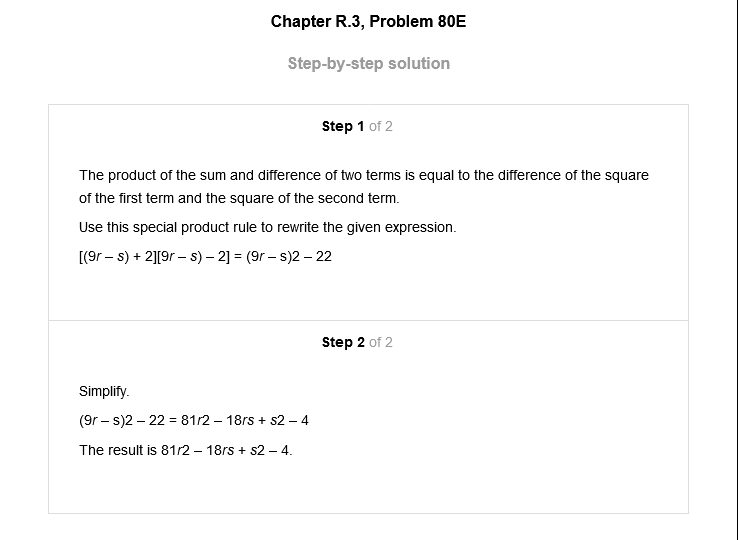 Chapter R.3, Problem 80E
Step-by-step solution
Step 1 of 2
The product of the sum and difference of two terms is equal to the difference of the square
of the first term and the square of the second term.
Use this special product rule to rewrite the given expression.
[(9r – s) + 2][9r – s) – 2] = (9r – s)2 – 22
Step 2 of 2
Simplify.
(9r – s)2 – 22 = 81r2 – 18rs + s2 – 4
The result is 81r2 – 18rs + s2 – 4.